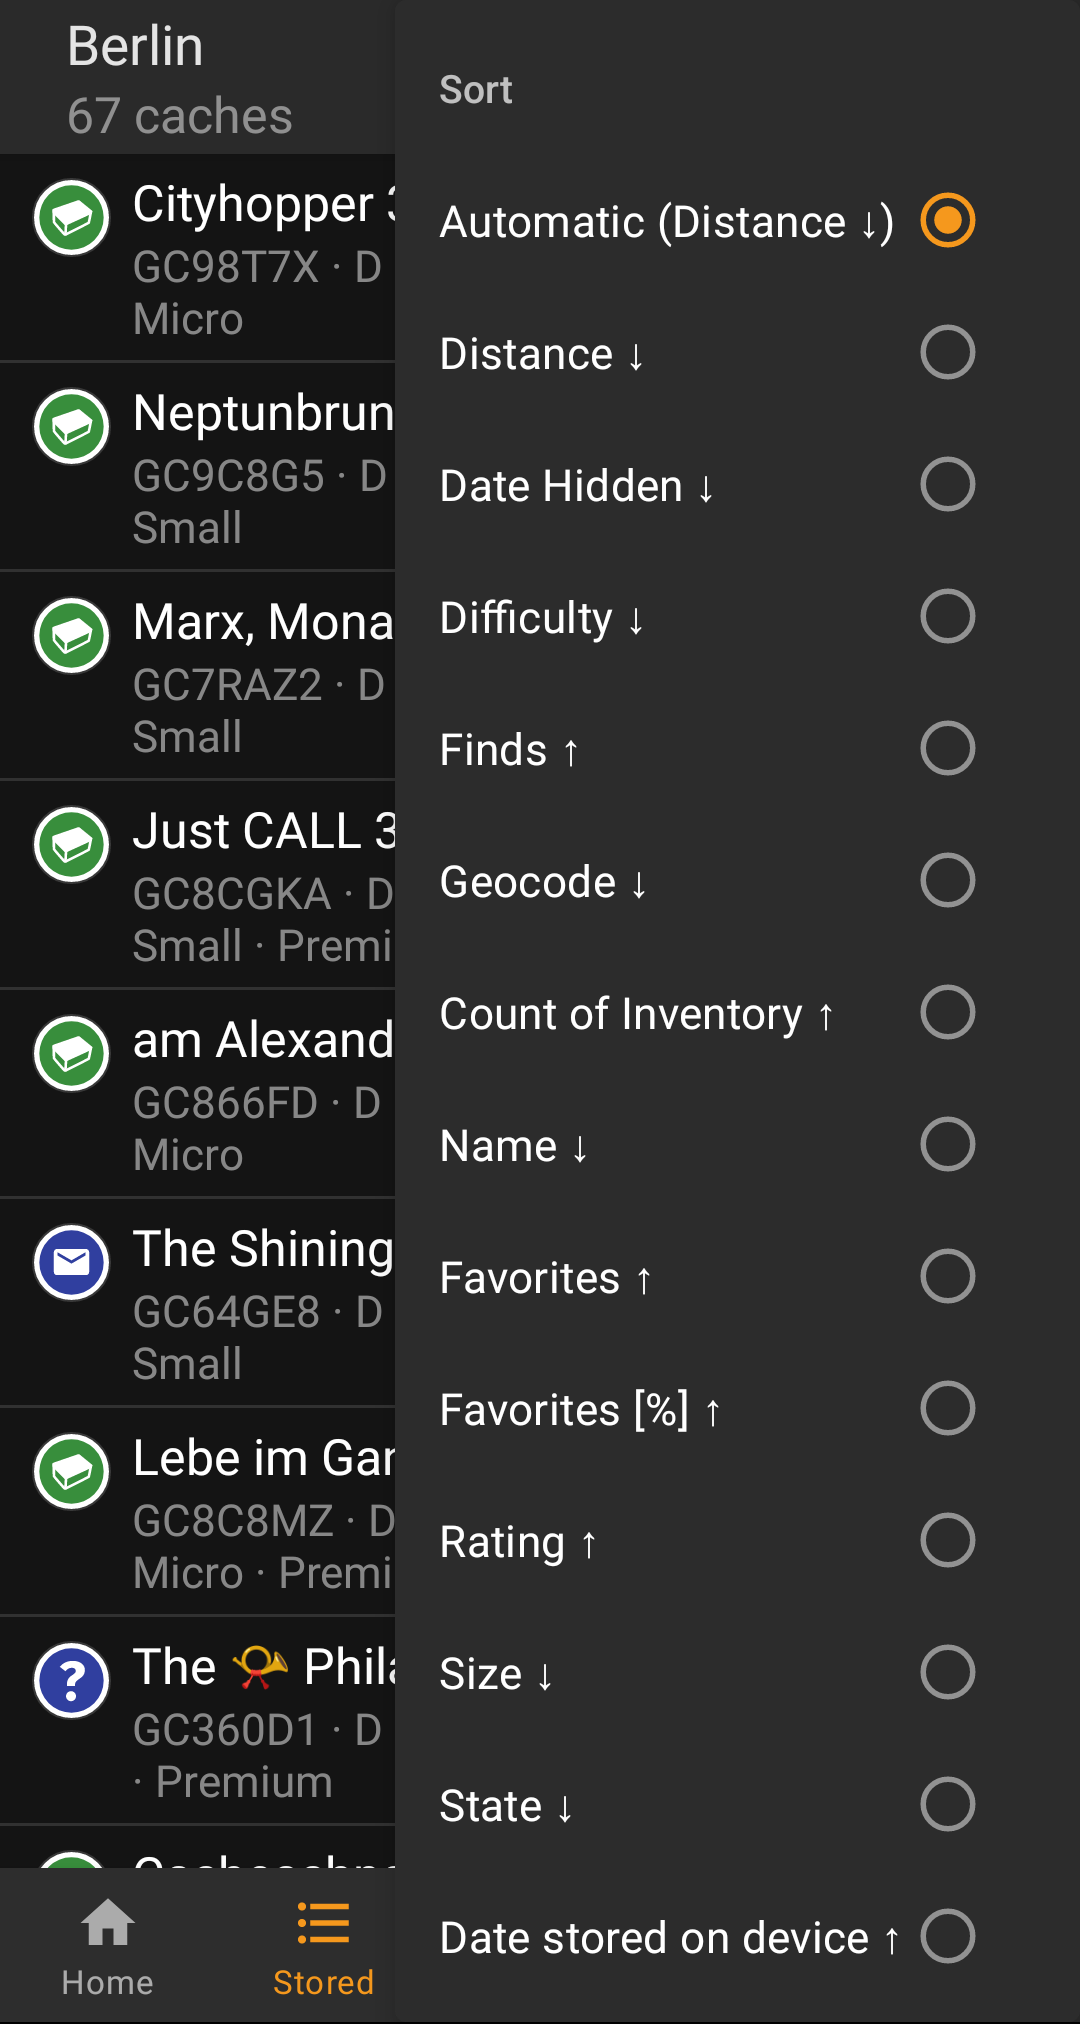 Berlin
67 caches
Cityhopper
GC98T7X · D
Micro
Neptunbrun
GC9C8G5 · D
Small
Marx, Mona
GC7RAZ2 · D
Small
Just CALL 3
GC8CGKA · D
Small · Premi
am Alexand
GC866FD · D
Micro
The Shining
GC64GE8 · D
Small
Lebe im Gar
GC8C8MZ · D
Micro · Premi
The 📯 Phila
GC360D1 · D
· Premium
Home
Stored
Sort
Automatic (Distance ↓)
Distance ↓
Date Hidden ↓
Difficulty ↓
Finds ↑
Geocode ↓
Count of Inventory ↑
Name ↓
Favorites ↑
Favorites [%] ↑
Rating ↑
Size ↓
State ↓
Date stored on device ↑